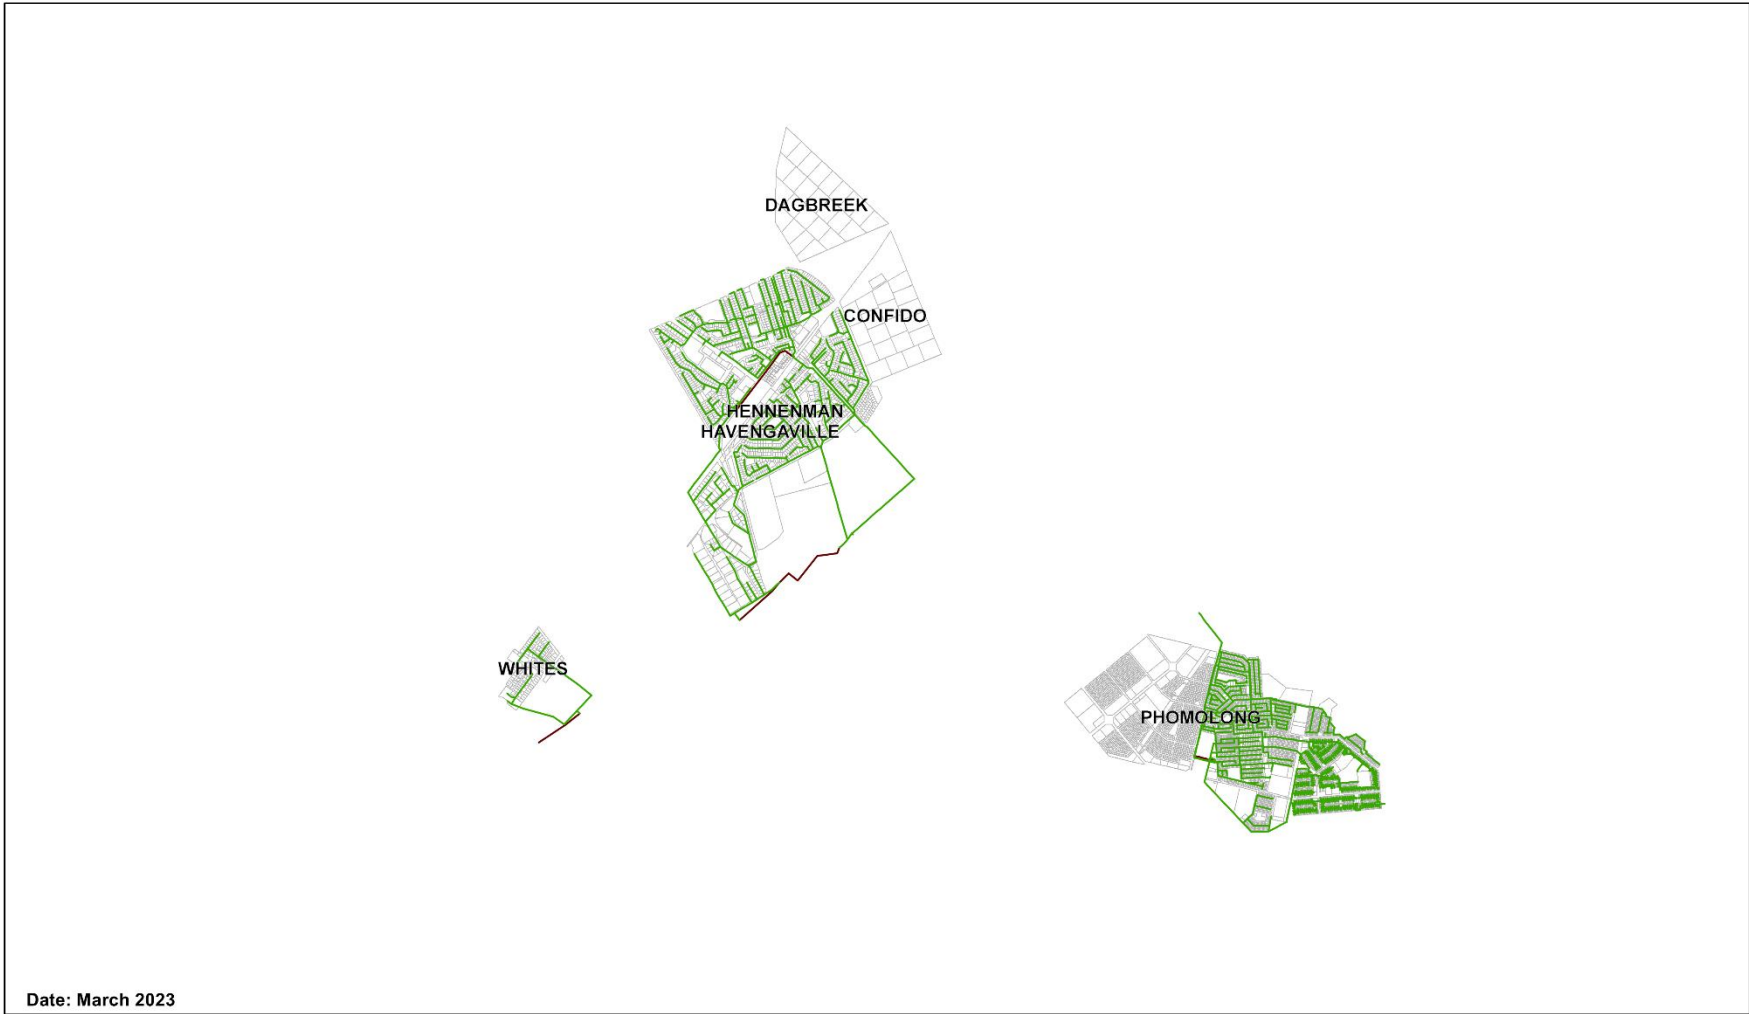 DAGBREEK
CONFIDO
HENNENMAN
HAVENGAVILLE
WHITES
PHOMOLONG
Date: March 2023